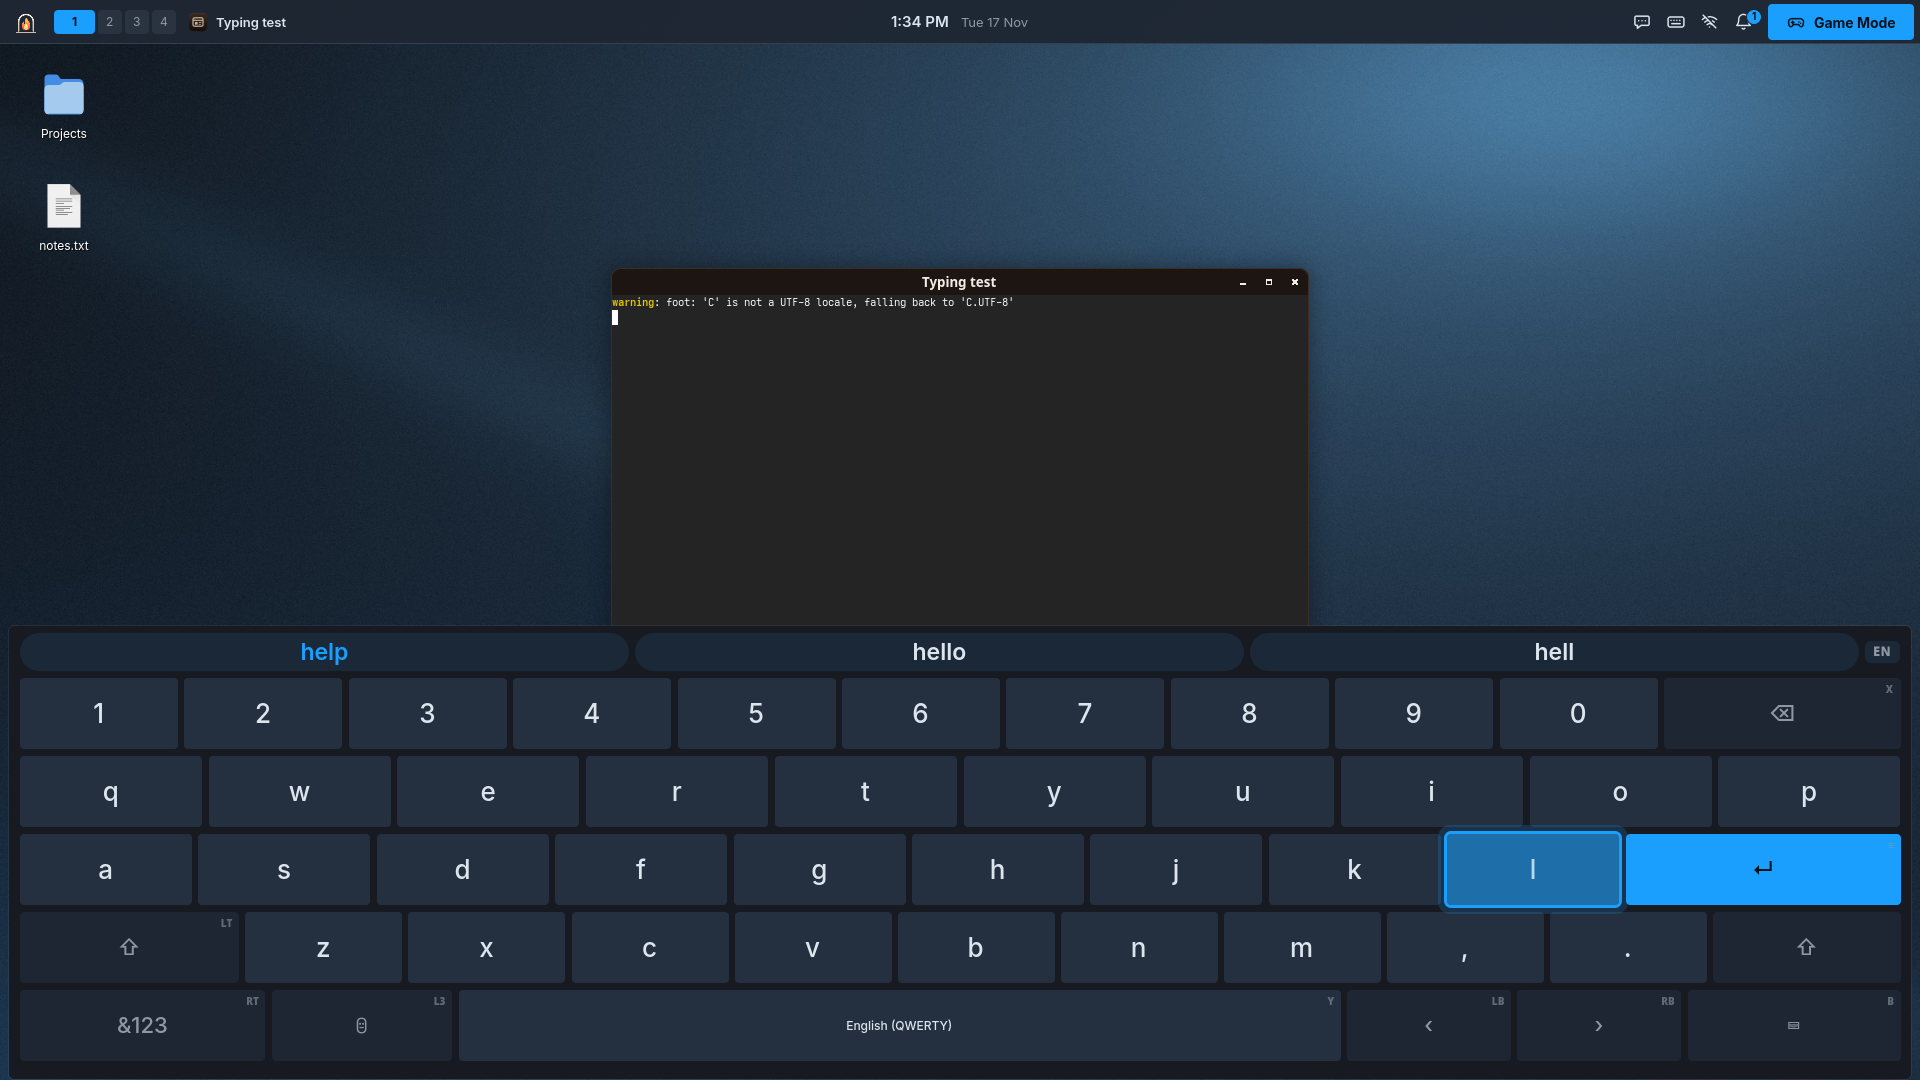 1 2 3 4 Typing test 1:34 PM Tue 17 Nov 1 Game Mode
Projects
notes.txt
Typing test
warning: foot: 'C' is not a UTF-8 locale, falling back to 'C.UTF-8'
help hello hell EN
1 2 3 4 5 6 7 8 9 0 X
q w e r t y u i o p
a s d f g h j k l
LT z x c v b n m , .
&123 RT L3 English (QWERTY) Y ‹ LB › RB B